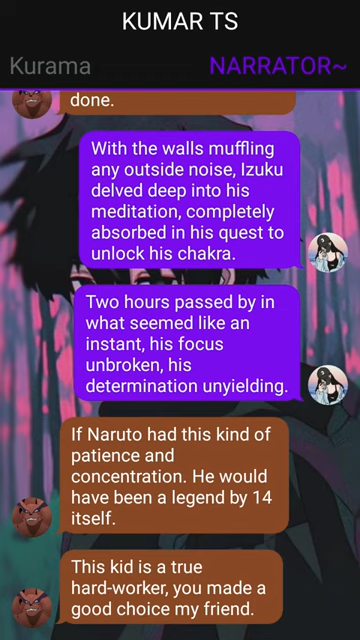 KUMAR TS
Kurama
NARRATOR~
done.
With the walls muffling
any outside noise, Izuku
delved deep into his
meditation, completely
absorbed in his quest to
unlock his chakra.
Two hours passed by in
what seemed like an
instant, his focus
unbroken, his
determination unyielding.
If Naruto had this kind of
patience and
concentration. He would
have been a legend by 14
itself.
This kid is a true
hard-worker, you made a
good choice my friend.